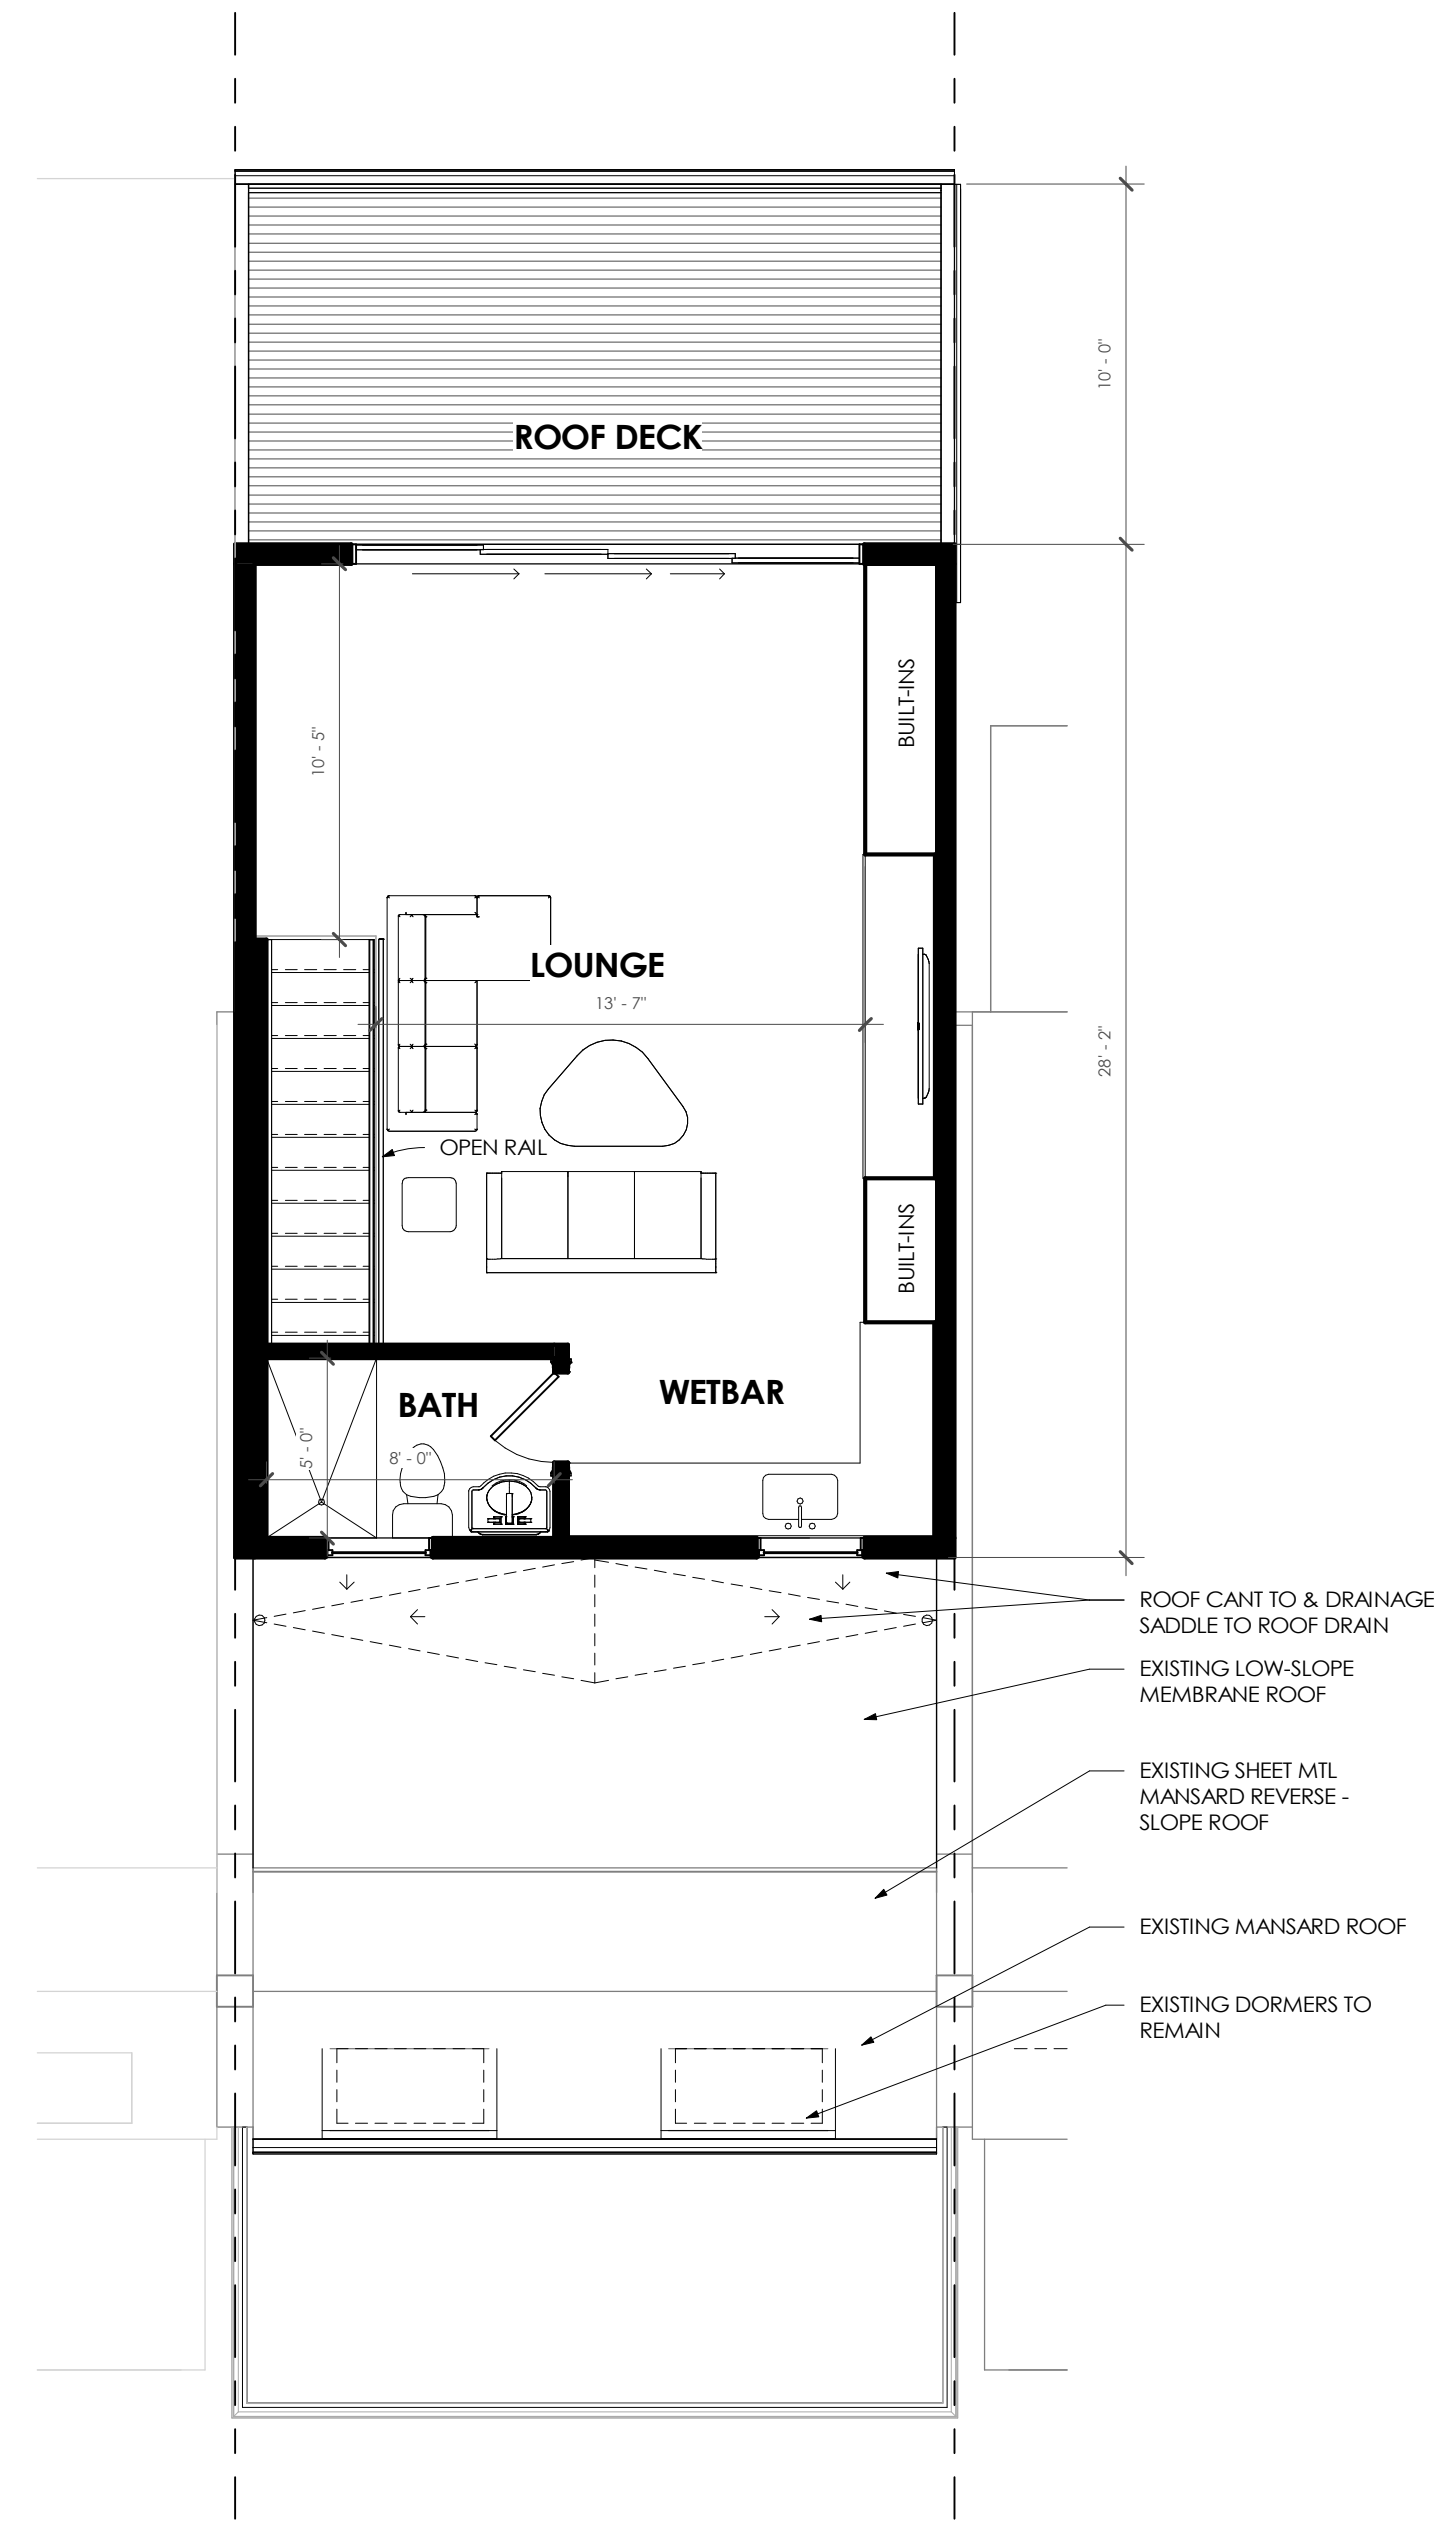 10' - 0"
ROOF DECK
BUILT-INS
10' - 5"
LOUNGE
13' - 7"
28' - 2"
OPEN RAIL
BUILT-INS
BATH
WETBAR
5' - 0"
8' - 0"
ROOF CANT TO & DRAINAGE
SADDLE TO ROOF DRAIN
EXISTING LOW-SLOPE
MEMBRANE ROOF
EXISTING SHEET MTL
MANSARD REVERSE -
SLOPE ROOF
EXISTING MANSARD ROOF
EXISTING DORMERS TO
REMAIN